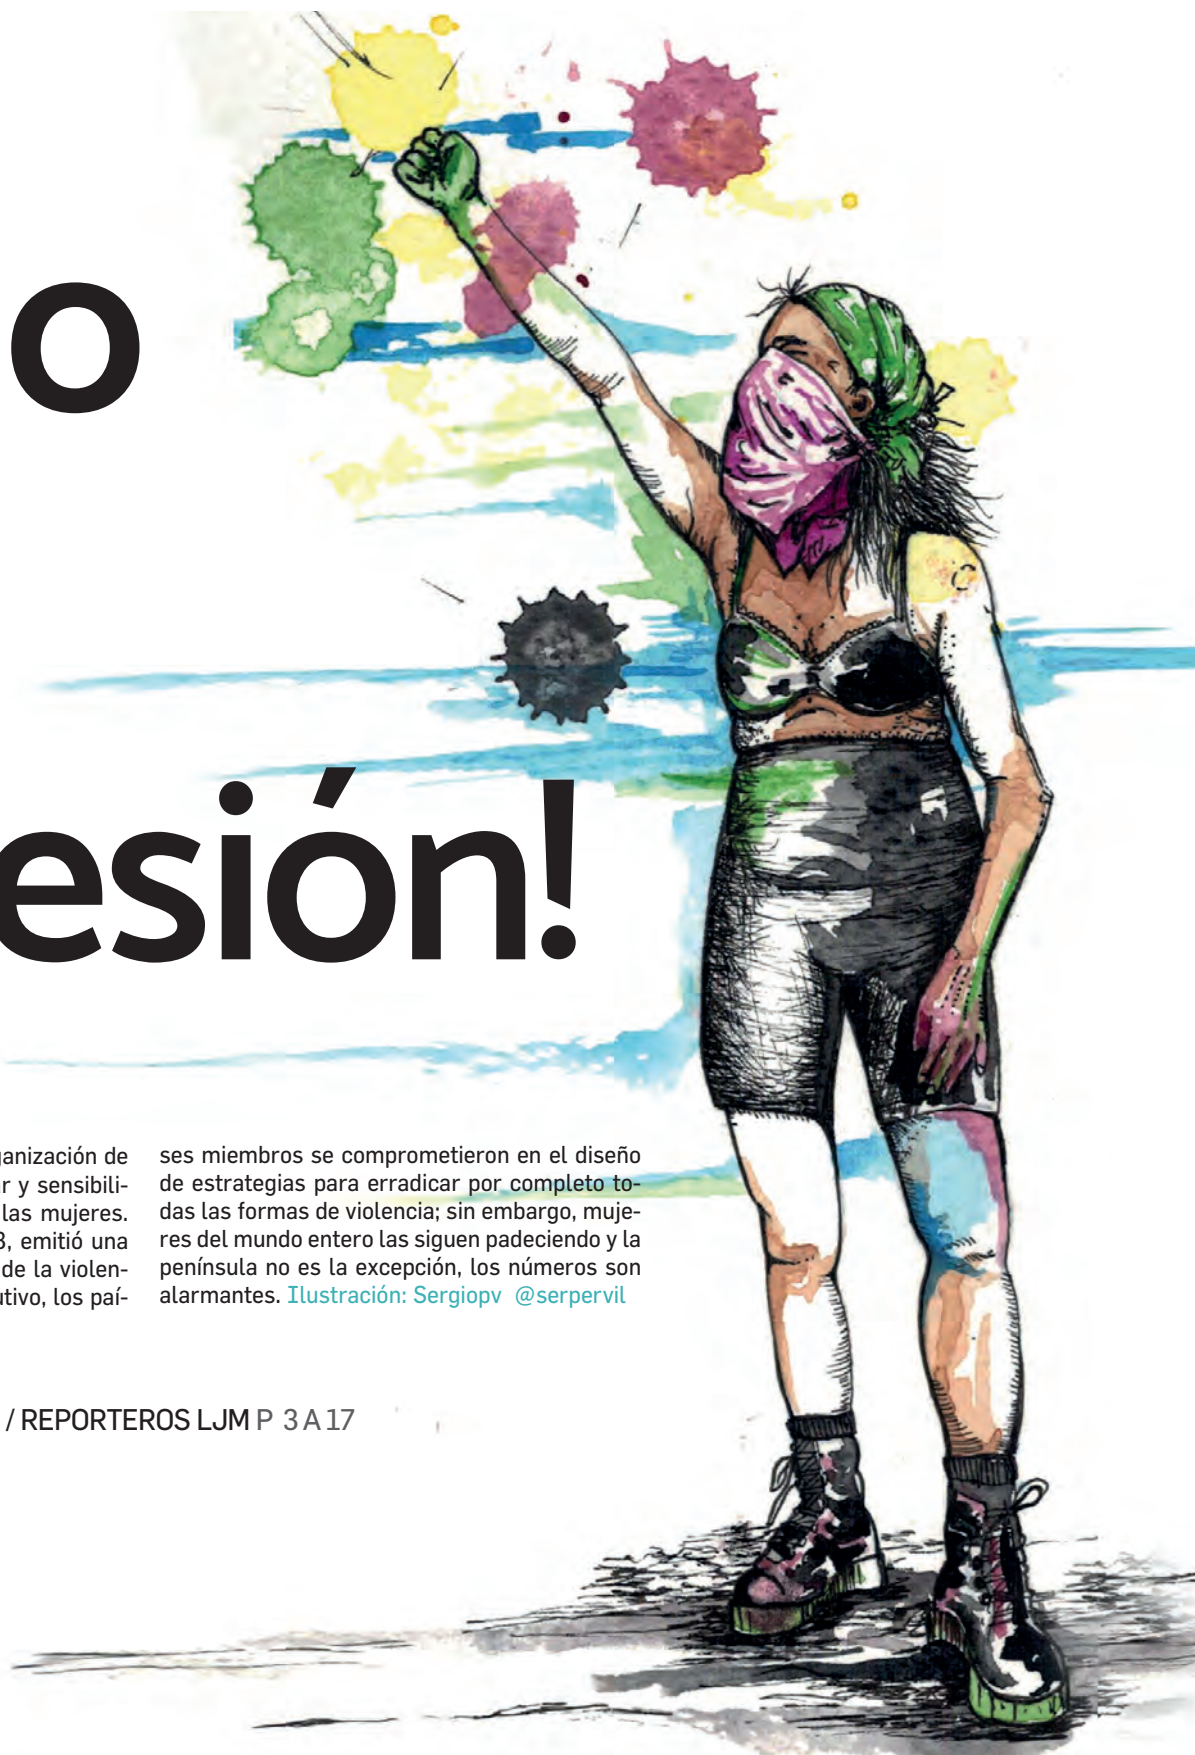 o
esión!
ganización de
r y sensibili-
las mujeres.
3, emitió una
de la violen-
utivo, los paí-
ses miembros se comprometieron en el diseño
de estrategias para erradicar por completo to-
das las formas de violencia; sin embargo, muje-
res del mundo entero las siguen padeciendo y la
península no es la excepción, los números son
alarmantes. Ilustración: Sergiopv @serpervil
/ REPORTEROS LJM P 3 A 17